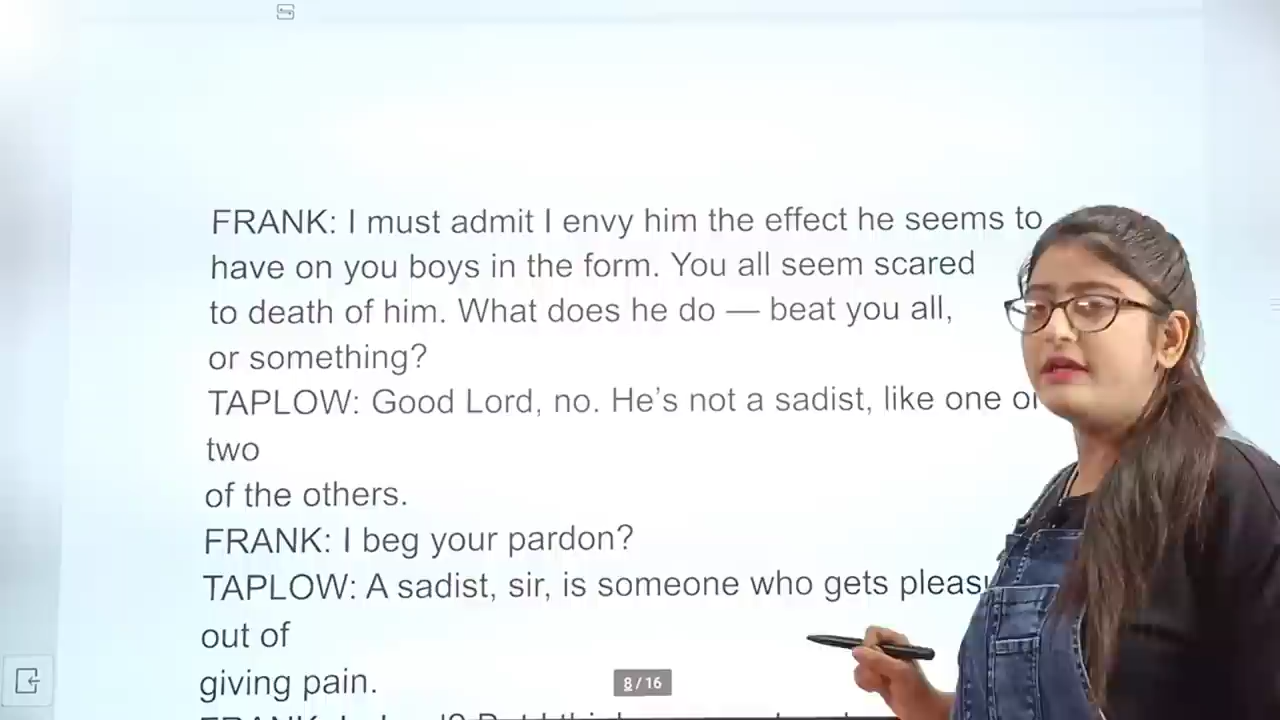 FRANK: I must admit I envy him the effect he seems to
have on you boys in the form. You all seem scared
to death of him. What does he do — beat you all,
or something?
TAPLOW: Good Lord, no. He's not a sadist, like one or
two
of the others.
FRANK: I beg your pardon?
TAPLOW: A sadist, sir, is someone who gets
out of
giving pain.
8 / 16